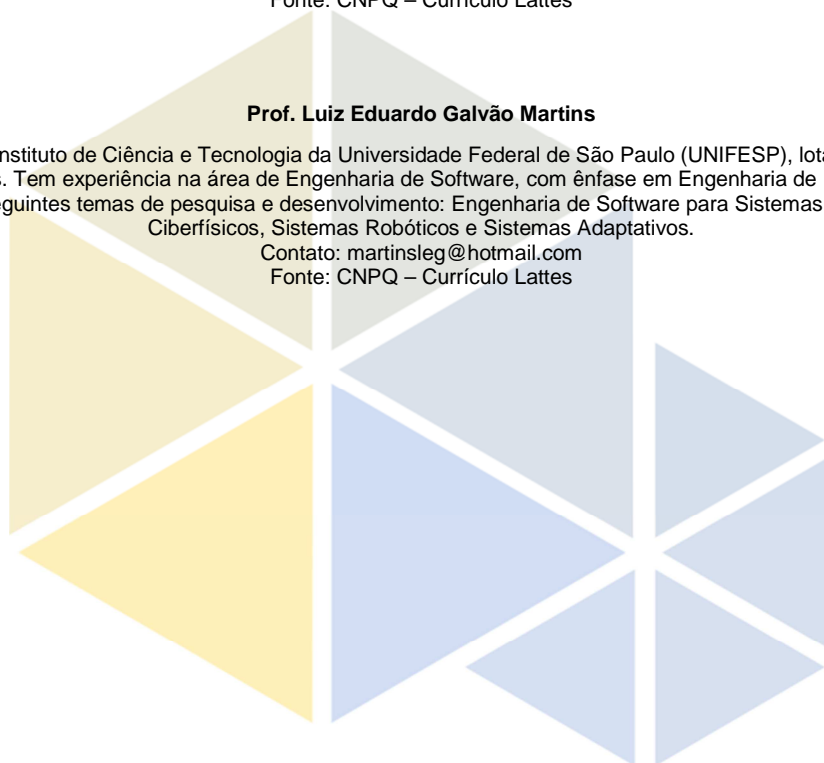 Fonte: CNPQ – Currículo Lattes
Prof. Luiz Eduardo Galvão Martins
nstituto de Ciência e Tecnologia da Universidade Federal de São Paulo (UNIFESP), lota
s. Tem experiência na área de Engenharia de Software, com ênfase em Engenharia de
eguintes temas de pesquisa e desenvolvimento: Engenharia de Software para Sistemas
Ciberfísicos, Sistemas Robóticos e Sistemas Adaptativos.
Contato: martinsleg@hotmail.com
Fonte: CNPQ – Currículo Lattes